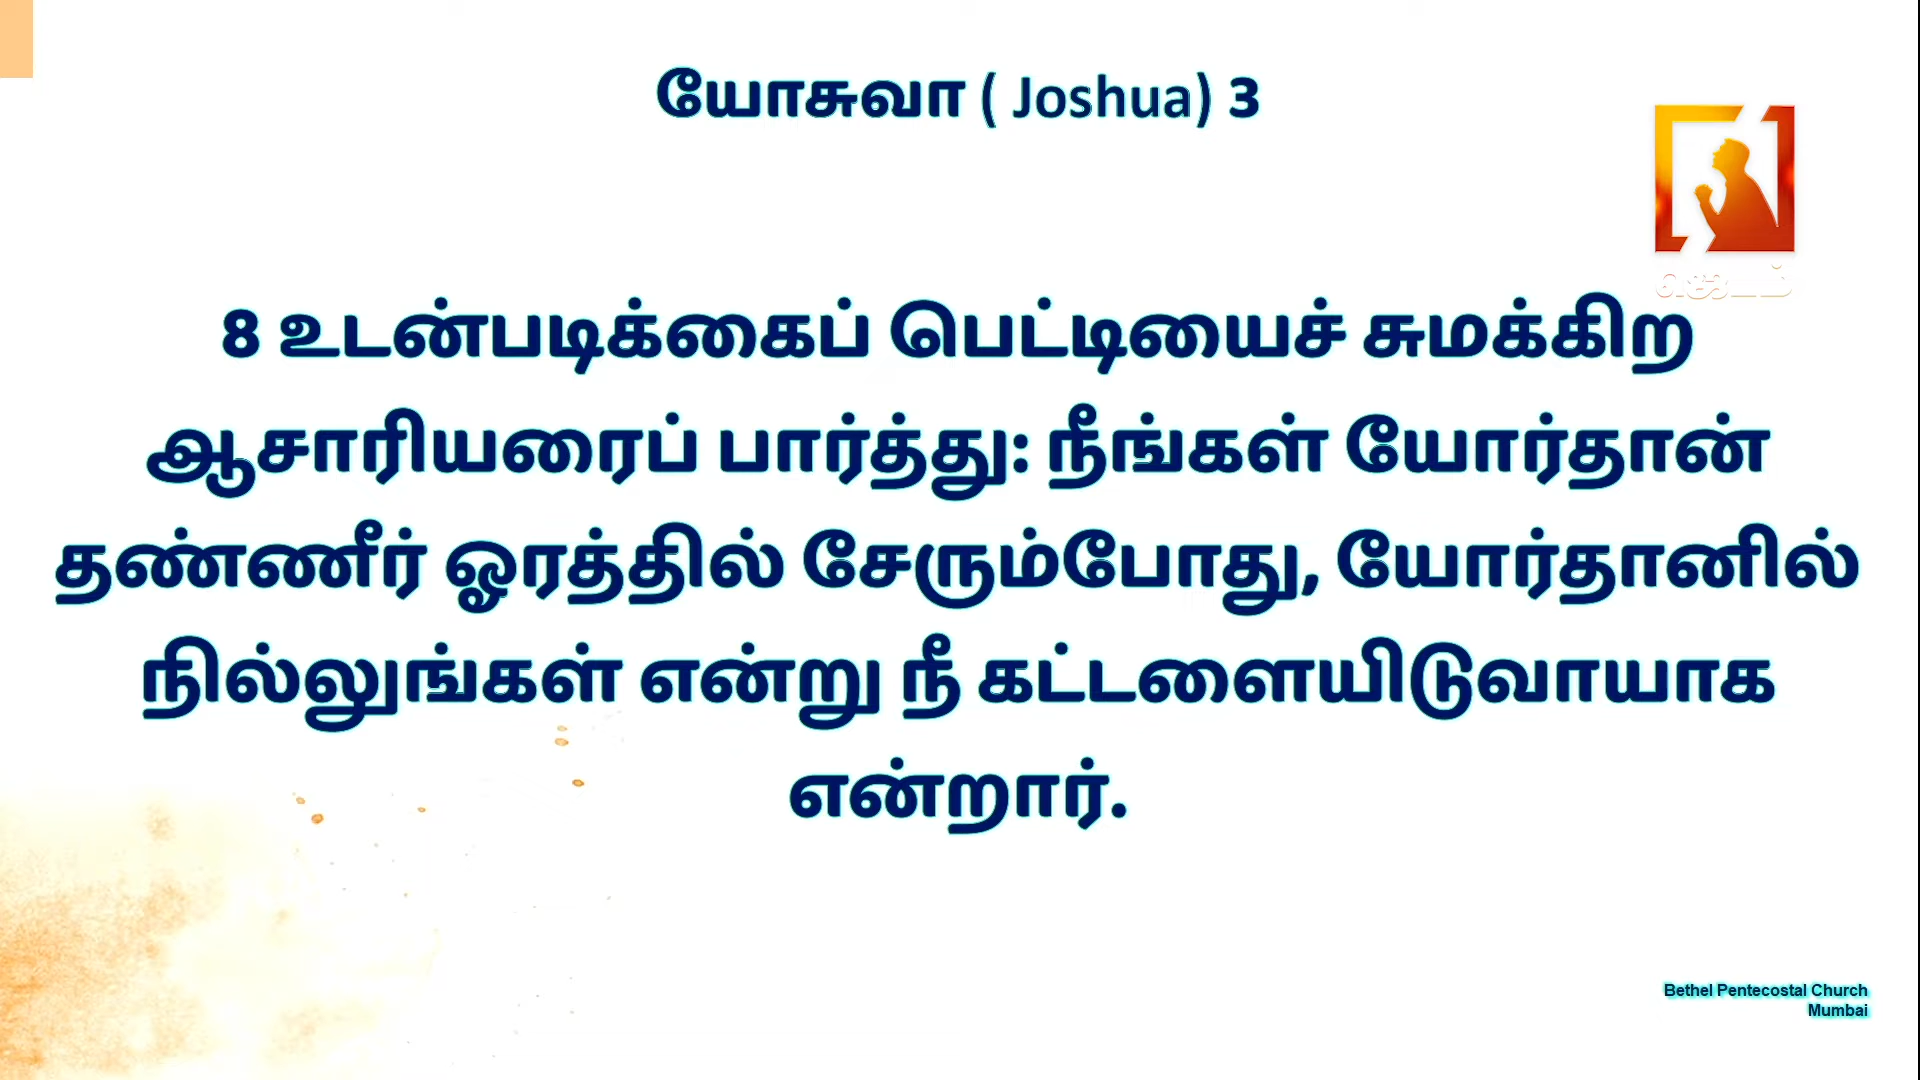 யோசுவா ( Joshua) 3
ஜெபம்
8 உடன்படிக்கைப் பெட்டியைச் சுமக்கிற
ஆசாரியரைப் பார்த்து: நீங்கள் யோர்தான்
தண்ணீர் ஓரத்தில் சேரும்போது, யோர்தானில்
நில்லுங்கள் என்று நீ கட்டளையிடுவாயாக
என்றார்.
Bethel Pentecostal Church
Mumbai